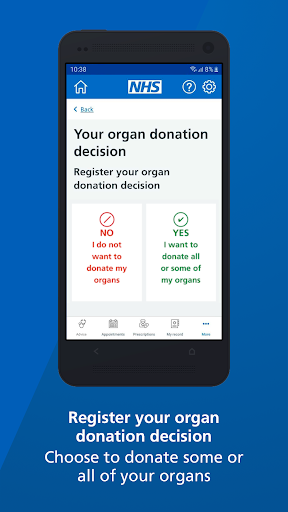 10:38
8%
NHS
Back
Your organ donation
decision
Register your organ
donation decision
NO
I do not
want to
donate my
organs
YES
I want to
donate all
or some of
my organs
Advice
Appointments
Prescriptions
My record
More
Register your organ
donation decision
Choose to donate some or
all of your organs